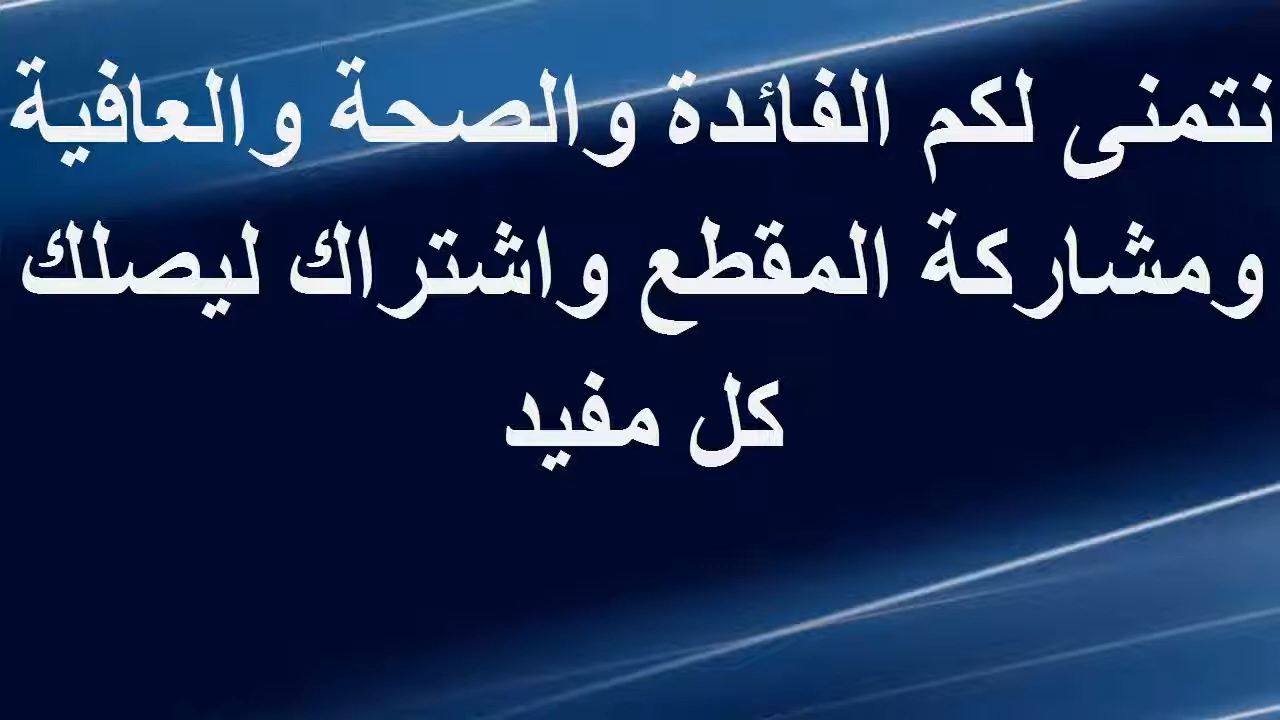 نتمنى لكم الفائدة والصحة والعافية
ومشاركة المقطع واشتراك ليصلك
كل مفيد